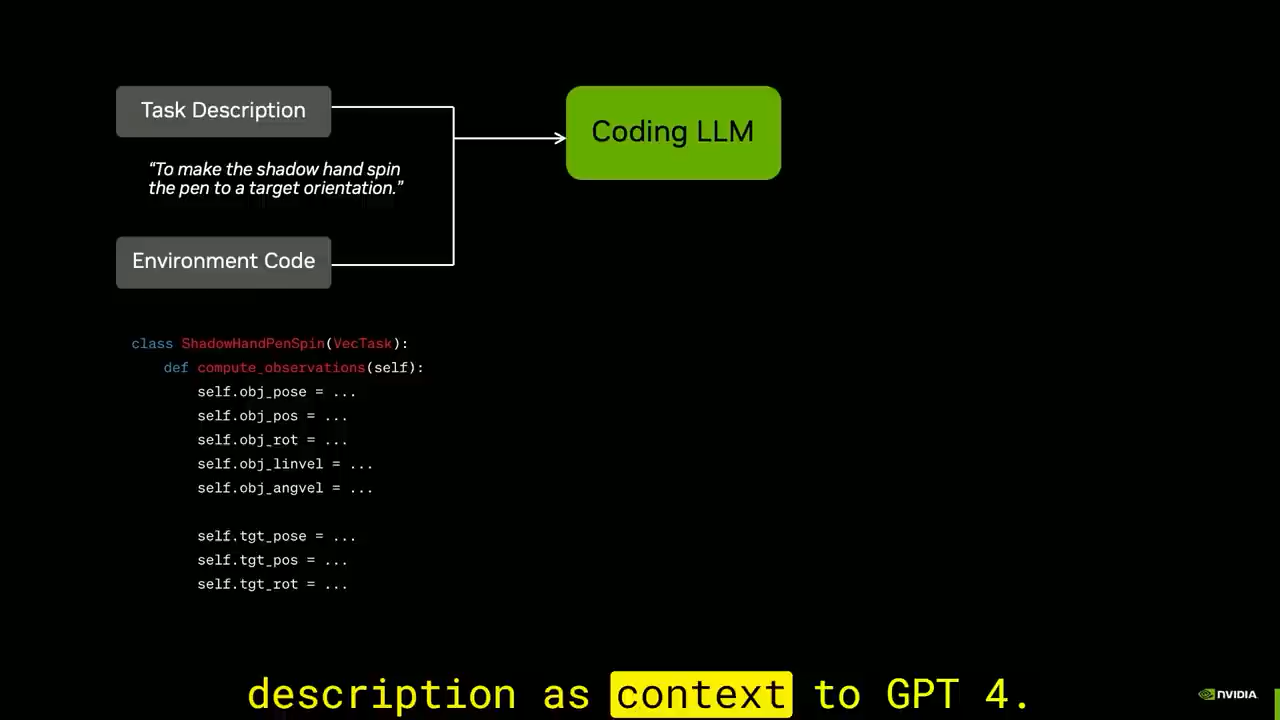 Task Description
“To make the shadow hand spin
the pen to a target orientation.”
Environment Code
Coding LLM
class ShadowHandPenSpin(VecTask):
    def compute_observations(self):
        self.obj_pose = ...
        self.obj_pos = ...
        self.obj_rot = ...
        self.obj_linvel = ...
        self.obj_angvel = ...
        self.tgt_pose = ...
        self.tgt_pos = ...
        self.tgt_rot = ...
description as context to GPT 4.
NVIDIA